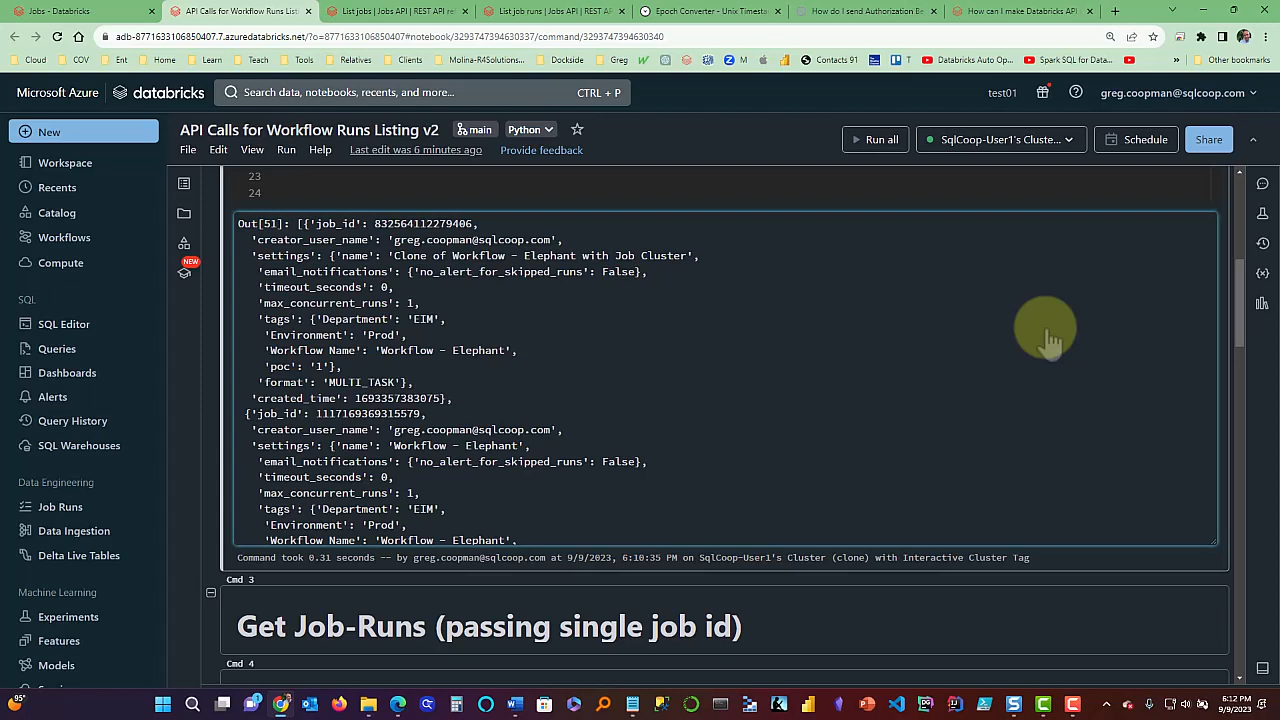 Jobs - Databricks
API Calls for Workflow Runs Listi
List jobs | Jobs API | REST API re
List job runs | Jobs API | REST AP
Epoch Converter - Unix Timesta
How do I send Authorization Be
How can I make Databricks API
adb-8771633106850407.7.azuredatabricks.net/?o=8771633106850407#notebook/3293747394630337/command/3293747394630340
Cloud
Ent
Home
Learn
Teach
Tools
Relatives
Clients
Molina-R4Solutions...
Dockside
Greg
M
Contacts 91
T
Databricks Auto Op...
Spark SQL for Data...
Other bookmarks
Microsoft Azure
databricks
Search data, notebooks, recents, and more...
CTRL + P
test01
greg.coopman@sqlcoop.com
New
API Calls for Workflow Runs Listing v2
main
Python
File
Edit
View
Run
Help
Last edit was 6 minutes ago
Provide feedback
Run all
SqlCoop-User1's Cluste...
Schedule
Share
Workspace
Recents
Catalog
Workflows
Compute
SQL
SQL Editor
Queries
Dashboards
Alerts
Query History
SQL Warehouses
Data Engineering
Job Runs
Data Ingestion
Delta Live Tables
Machine Learning
Experiments
Features
Models
NEW
23
24
Out[51]: [{'job_id': 832564112279406,
'creator_user_name': 'greg.coopman@sqlcoop.com',
'settings': {'name': 'Clone of Workflow - Elephant with Job Cluster',
'email_notifications': {'no_alert_for_skipped_runs': False},
'timeout_seconds': 0,
'max_concurrent_runs': 1,
'tags': {'Department': 'EIM',
'Environment': 'Prod',
'Workflow Name': 'Workflow - Elephant',
'poc': '1'},
'format': 'MULTI_TASK'},
'created_time': 1693357383075},
{'job_id': 1117169369315579,
'creator_user_name': 'greg.coopman@sqlcoop.com',
'settings': {'name': 'Workflow - Elephant',
'email_notifications': {'no_alert_for_skipped_runs': False},
'timeout_seconds': 0,
'max_concurrent_runs': 1,
'tags': {'Department': 'EIM',
'Environment': 'Prod',
'Workflow Name': 'Workflow - Elephant',
Command took 0.31 seconds -- by greg.coopman@sqlcoop.com at 9/9/2023, 6:10:35 PM on SqlCoop-User1's Cluster (clone) with Interactive Cluster Tag
Cmd 3
Get Job-Runs (passing single job id)
Cmd 4
95°
6:12 PM
9/9/2023